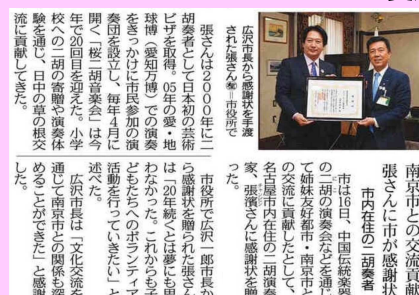 南京市との交流貢献
張さんに市が感謝状
市内在住の二胡奏者
市は16日、中国伝統楽器
の二胡の演奏会などを通じ
て姉妹友好都市・南京市と
の交流に貢献したとして、
名古屋市内在住の二胡演奏
家、張濱さんに感謝状を贈
った。
広沢市長から感謝状を手渡
された張さん㊨=市役所で
張さんは2000年に二
胡奏者として日本初の芸術
ビザを取得。05年の愛・地
球博(愛知万博)での演奏
をきっかけに市民参加の演
奏団を設立し、毎年4月に
開く「桜二胡音楽会」は今
年で20回目を迎えた。小学
校への二胡の寄贈や演奏体
験を通じ、日中の草の根交
流に貢献してきた。
市役所で広沢一郎市長か
ら感謝状を贈られた張さん
は「20年続くとは夢にも思
わなかった。これからも子
どもたちへのボランティア
活動を行っていきたい」と
述べた。
広沢市長は「文化交流を
通じて南京市との関係も深
めることができた」と感謝
した。